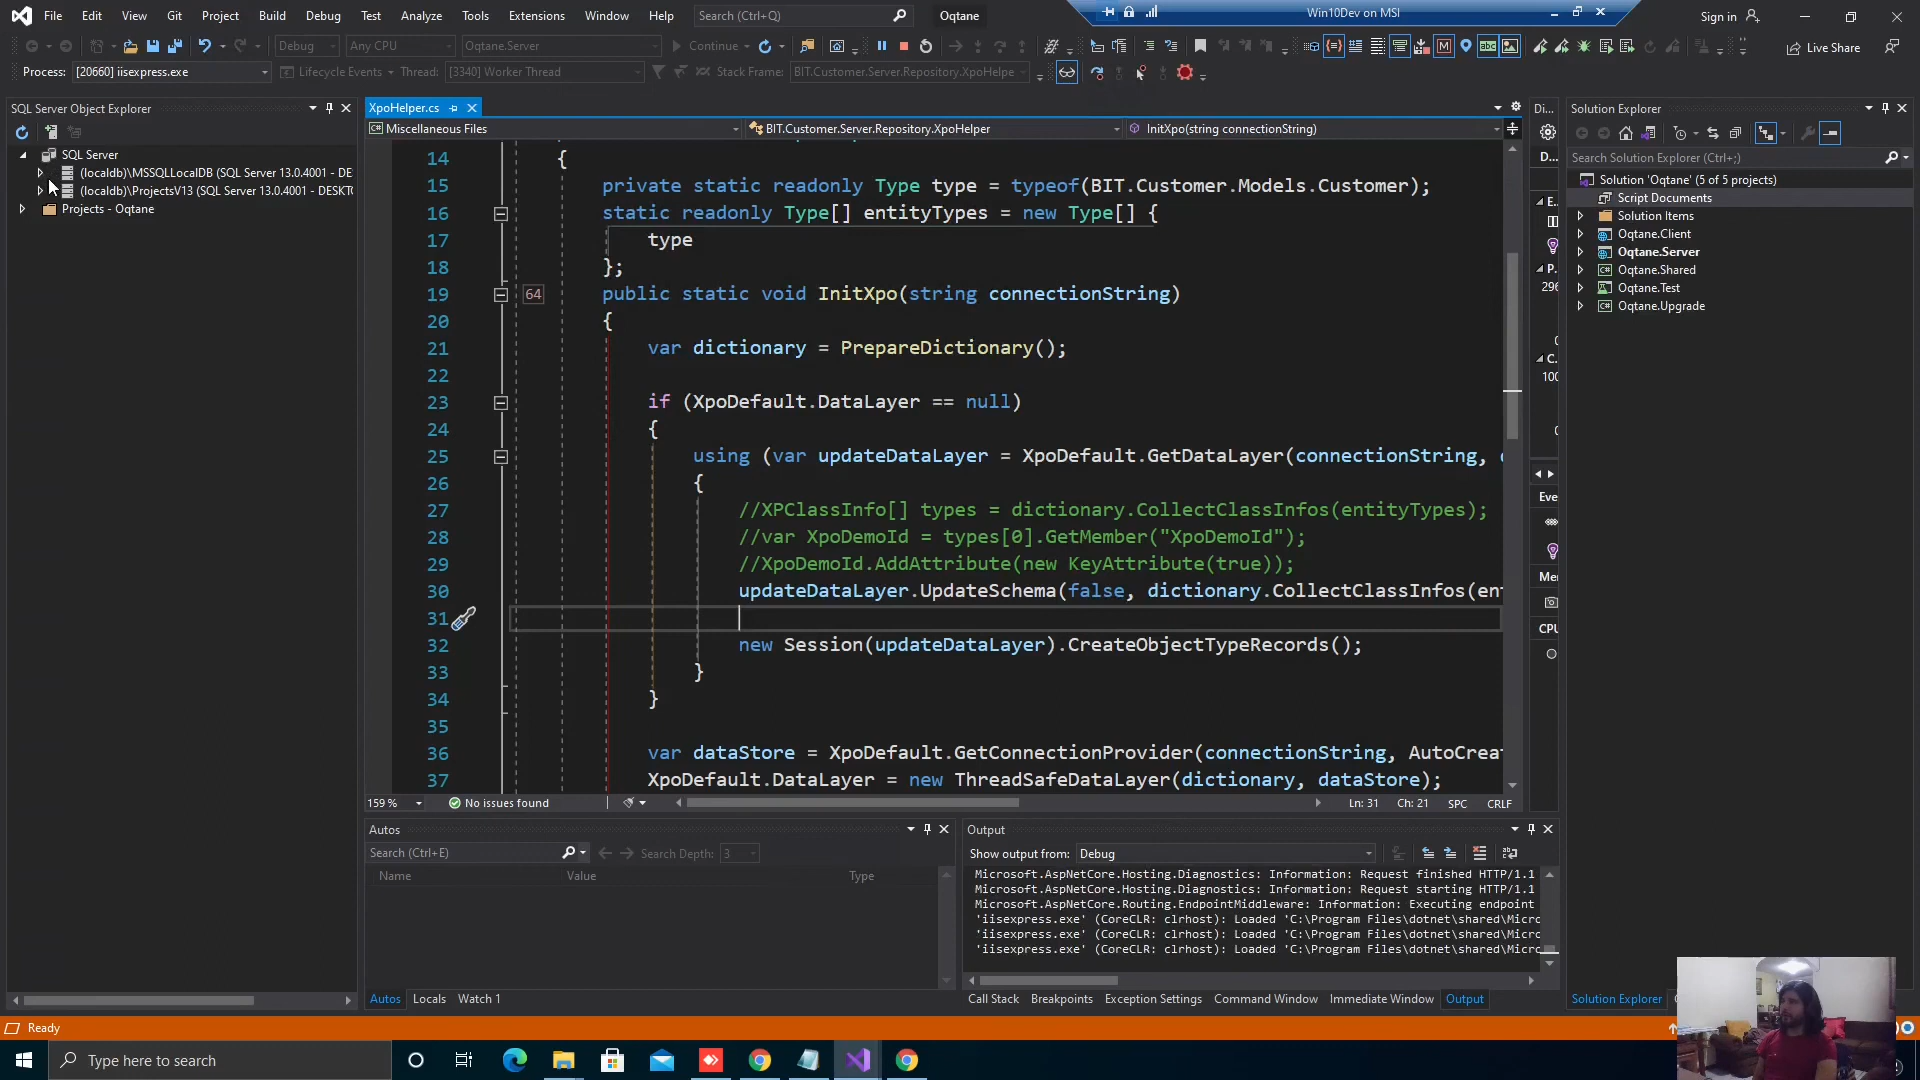 File Edit View Git Project Build Debug Test Analyze Tools Extensions Window Help Search (Ctrl+Q) Oqtane Win10Dev on MSI Sign in
Debug Any CPU Oqtane.Server Continue Live Share
Process: [20660] iisexpress.exe Lifecycle Events Thread: [3340] Worker Thread Stack Frame: BIT.Customer.Server.Repository.XpoHelpe
SQL Server Object Explorer
SQL Server
(localdb)\MSSQLLocalDB (SQL Server 13.0.4001 - DE
(localdb)\ProjectsV13 (SQL Server 13.0.4001 - DESKT
Projects - Oqtane
XpoHelper.cs
Miscellaneous Files BIT.Customer.Server.Repository.XpoHelper InitXpo(string connectionString)
14 {
15 private static readonly Type type = typeof(BIT.Customer.Models.Customer);
16 static readonly Type[] entityTypes = new Type[] {
17 type
18 };
19 64 public static void InitXpo(string connectionString)
20 {
21 var dictionary = PrepareDictionary();
22
23 if (XpoDefault.DataLayer == null)
24 {
25 using (var updateDataLayer = XpoDefault.GetDataLayer(connectionString,
26 {
27 //XPClassInfo[] types = dictionary.CollectClassInfos(entityTypes);
28 //var XpoDemoId = types[0].GetMember("XpoDemoId");
29 //XpoDemoId.AddAttribute(new KeyAttribute(true));
30 updateDataLayer.UpdateSchema(false, dictionary.CollectClassInfos(ent
31
32 new Session(updateDataLayer).CreateObjectTypeRecords();
33 }
34 }
35
36 var dataStore = XpoDefault.GetConnectionProvider(connectionString, AutoCreat
37 XpoDefault.DataLayer = new ThreadSafeDataLayer(dictionary, dataStore);
159 % No issues found Ln: 31 Ch: 21 SPC CRLF
Autos
Search (Ctrl+E) Search Depth: 3
Name Value Type
Autos Locals Watch 1
Output
Show output from: Debug
Microsoft.AspNetCore.Hosting.Diagnostics: Information: Request finished HTTP/1.1
Microsoft.AspNetCore.Hosting.Diagnostics: Information: Request starting HTTP/1.1
Microsoft.AspNetCore.Routing.EndpointMiddleware: Information: Executing endpoint
'iisexpress.exe' (CoreCLR: clrhost): Loaded 'C:\Program Files\dotnet\shared\Micro
'iisexpress.exe' (CoreCLR: clrhost): Loaded 'C:\Program Files\dotnet\shared\Micro
'iisexpress.exe' (CoreCLR: clrhost): Loaded 'C:\Program Files\dotnet\shared\Micro
Call Stack Breakpoints Exception Settings Command Window Immediate Window Output
Di...
D...
E...
P.
296
C.
100
Eve
Me
CPU
Solution Explorer
Search Solution Explorer (Ctrl+;)
Solution 'Oqtane' (5 of 5 projects)
Script Documents
Solution Items
Oqtane.Client
Oqtane.Server
Oqtane.Shared
Oqtane.Test
Oqtane.Upgrade
Solution Explorer
Ready
Type here to search